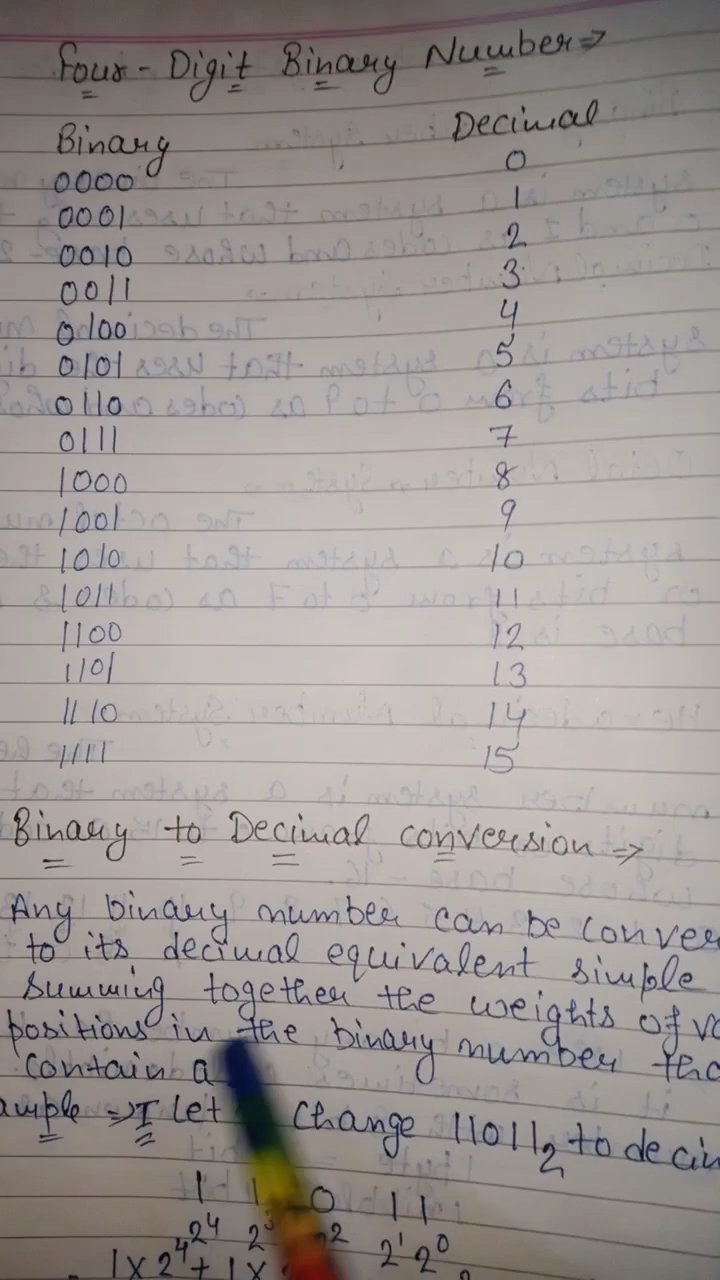 Four-Digit Binary Number⇒
Binary Decimal
0000 0
0001 1
0010 2
0011 3
0100 4
0101 5
0110 6
0111 7
1000 8
1001 9
1010 10
1011 11
1100 12
1101 13
1110 14
1111 15
Binary to Decimal conversion ⇒
Any binary number can be conver
to its decimal equivalent simple
summing together the weights of
positions in the binary number
contain a
ample ⇒ I Let change 11011₂ to decim
1 1 0 1 1
2⁴ 2³ 2² 2¹ 2⁰
1×2⁴+1×